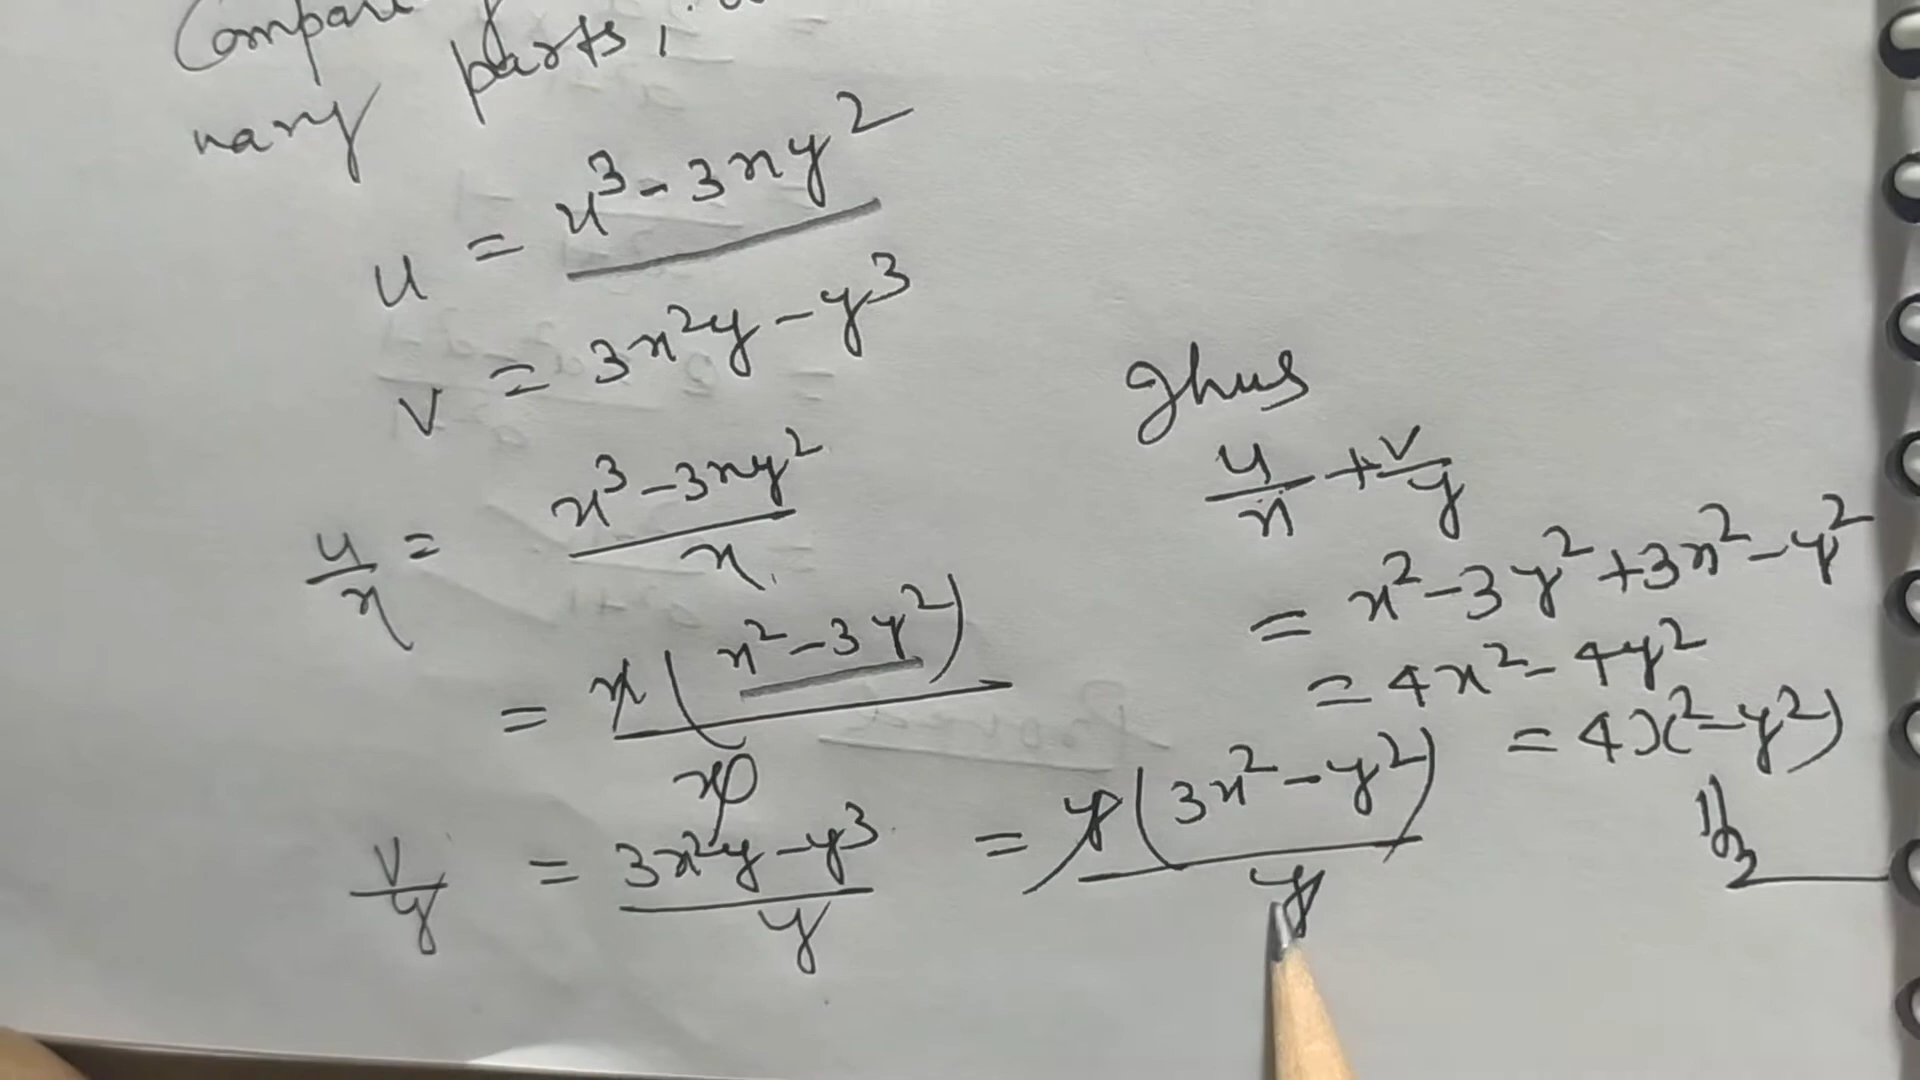 Compare
nary parts,
u = x³ - 3xy²
v = 3x²y - y³
u/x = (x³ - 3xy²)/x
= x(x² - 3y²)/x
v/y = (3x²y - y³)/y = y(3x² - y²)/y
Thus
u/x + v/y
= x² - 3y² + 3x² - y²
= 4x² - 4y²
= 4(x² - y²)